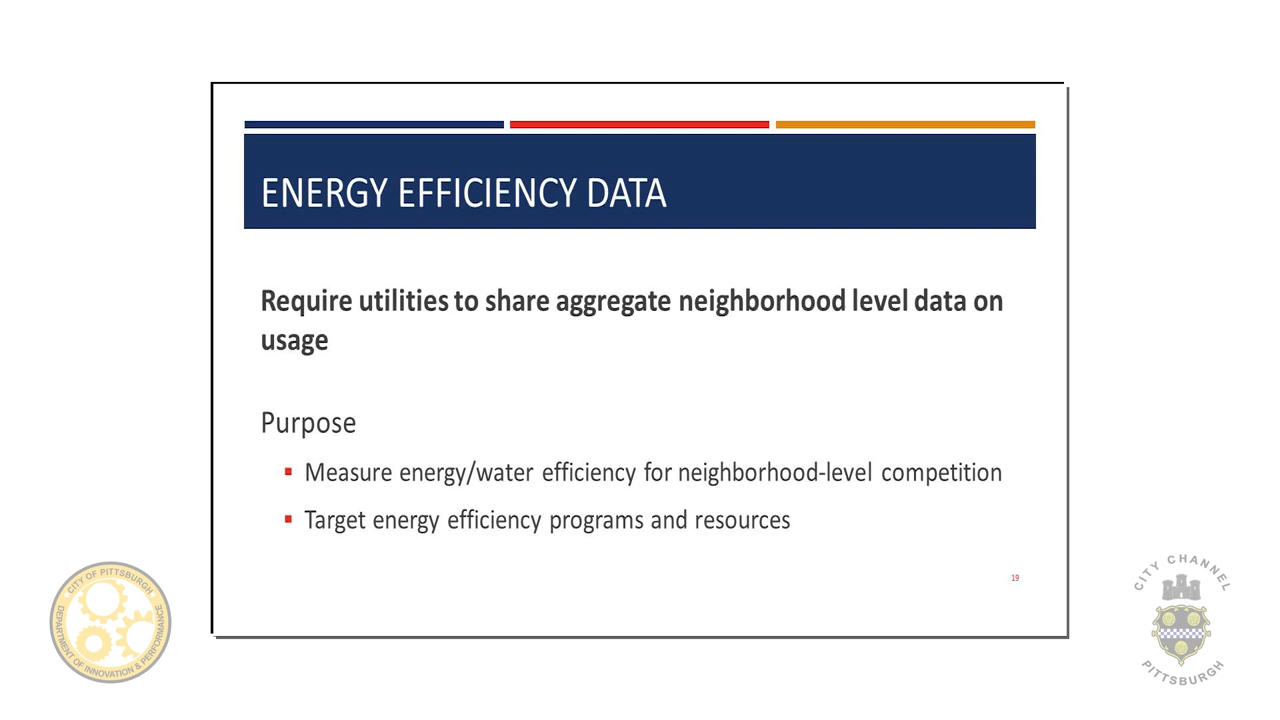 ENERGY EFFICIENCY DATA
Require utilities to share aggregate neighborhood level data on
usage
Purpose
▪ Measure energy/water efficiency for neighborhood-level competition
▪ Target energy efficiency programs and resources
19
CITY OF PITTSBURGH
DEPARTMENT OF INNOVATION & PERFORMANCE
CITY CHANNEL
PITTSBURGH